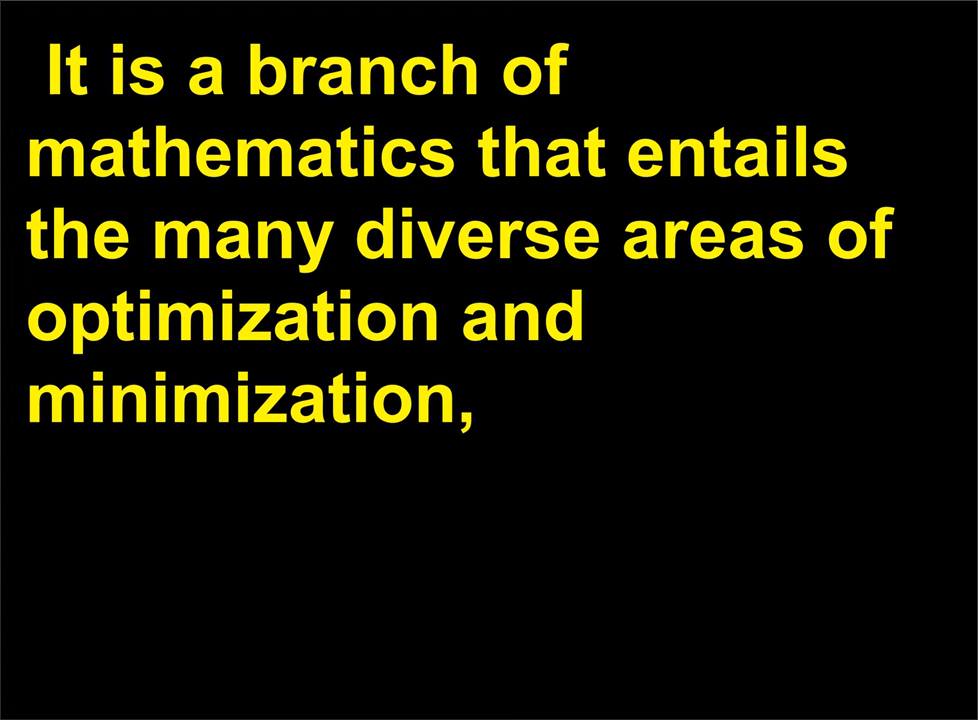 It is a branch of
mathematics that entails
the many diverse areas of
optimization and
minimization,